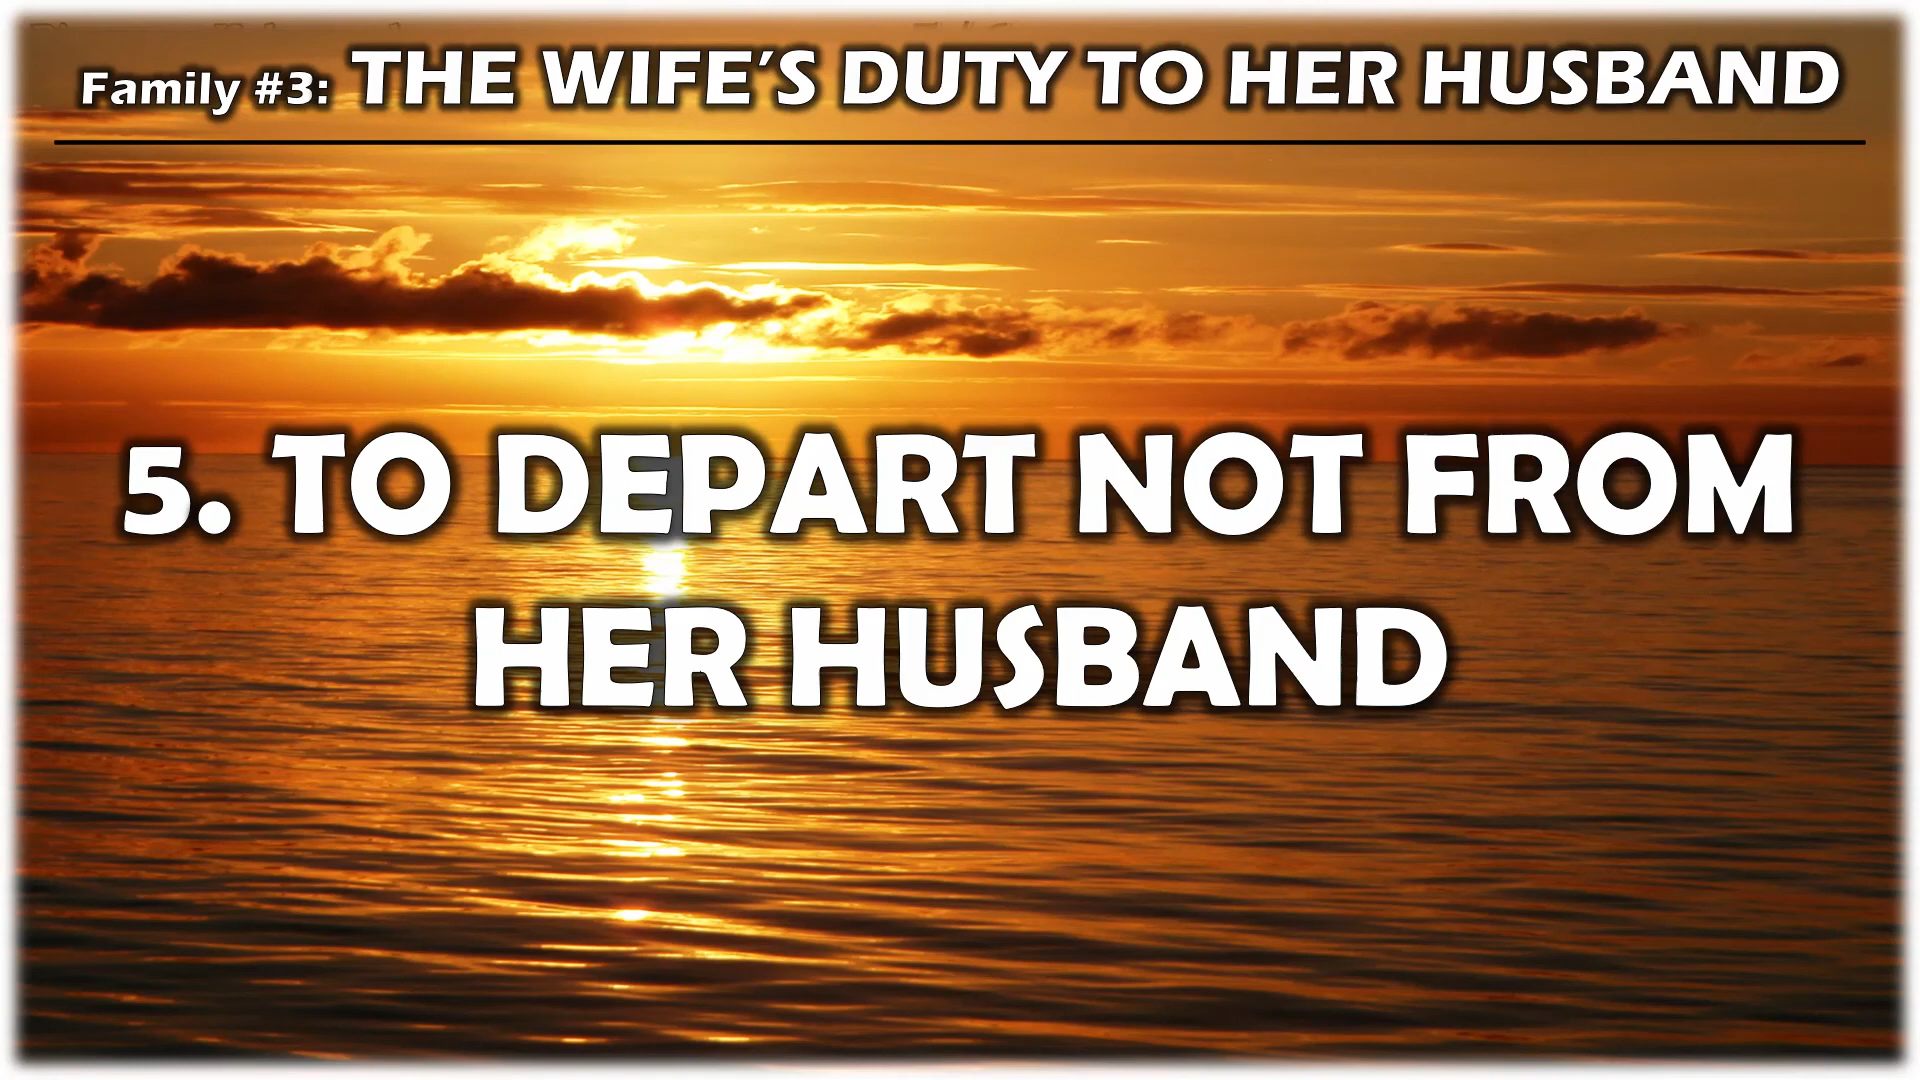 Family #3: THE WIFE’S DUTY TO HER HUSBAND
5. TO DEPART NOT FROM
HER HUSBAND